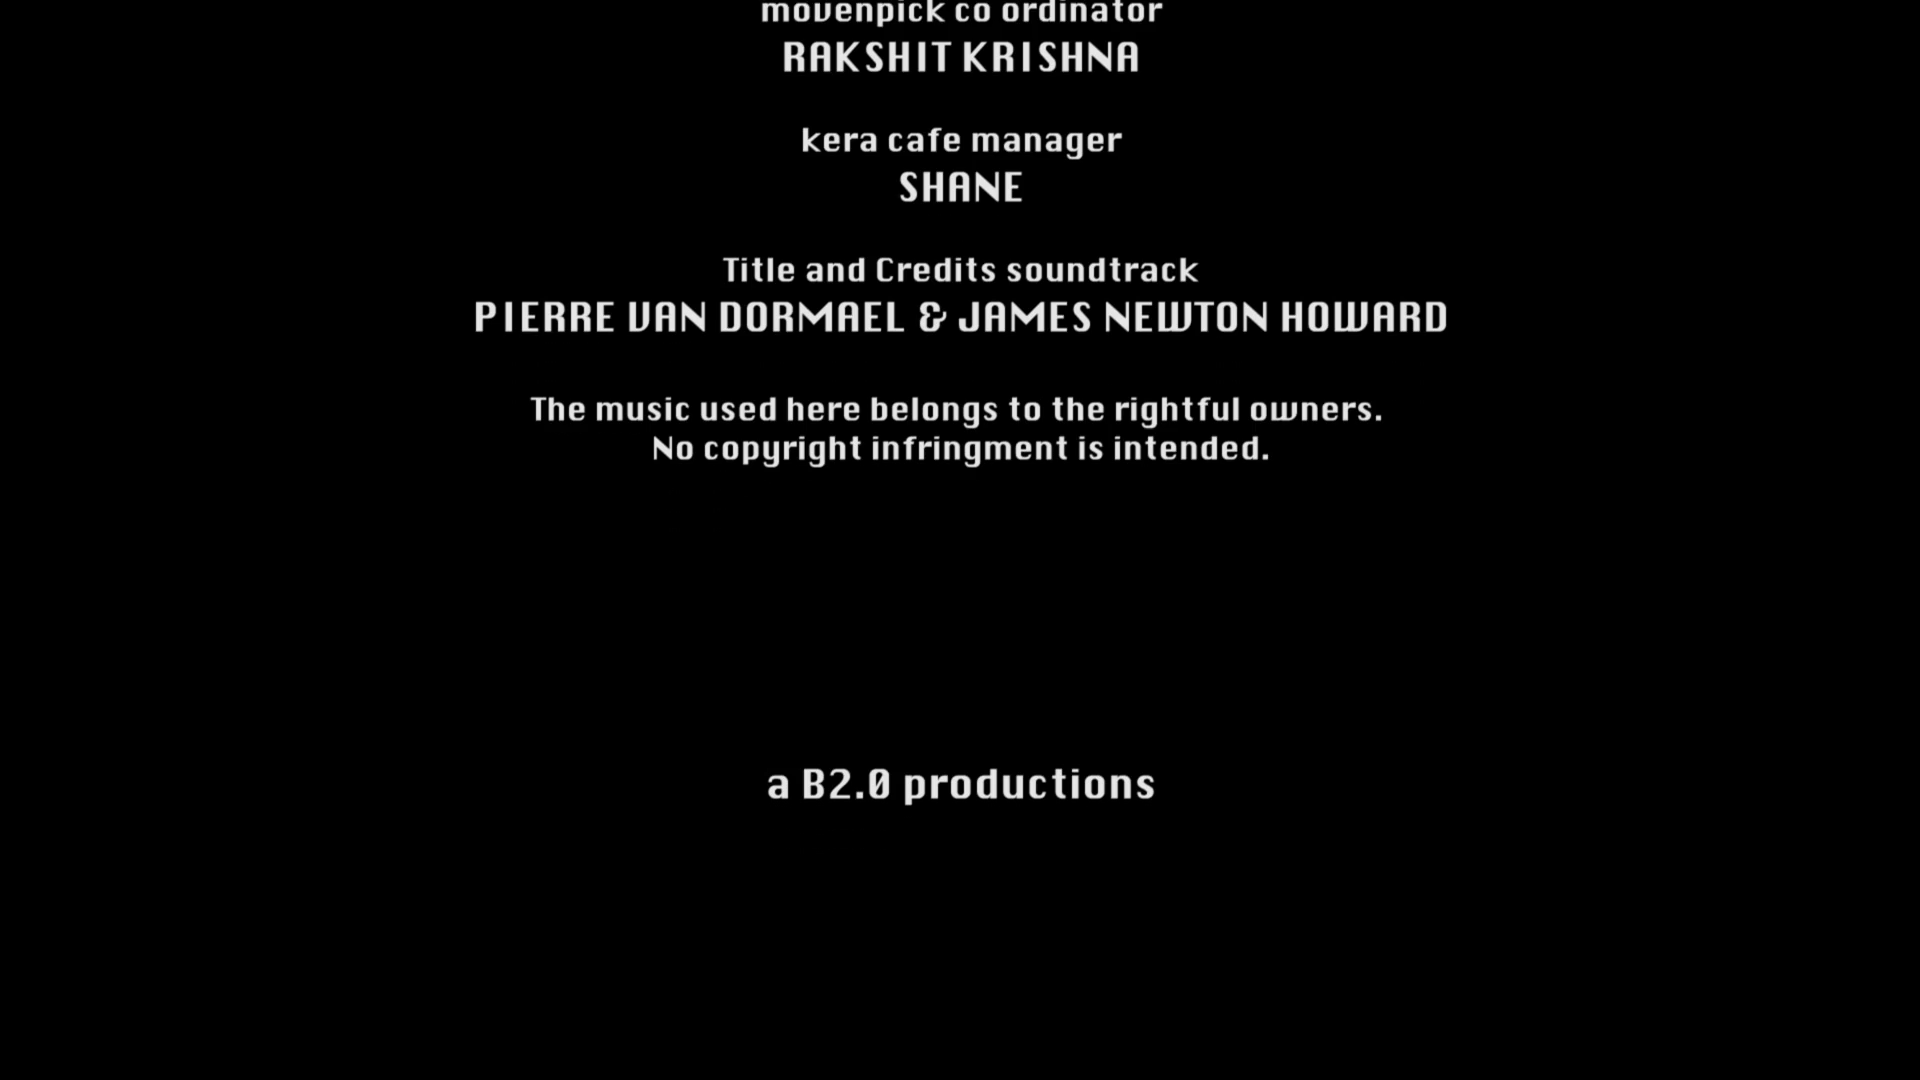 movenpick co ordinator
RAKSHIT KRISHNA
kera cafe manager
SHANE
Title and Credits soundtrack
PIERRE VAN DORMAEL & JAMES NEWTON HOWARD
The music used here belongs to the rightful owners.
No copyright infringment is intended.
a B2.0 productions